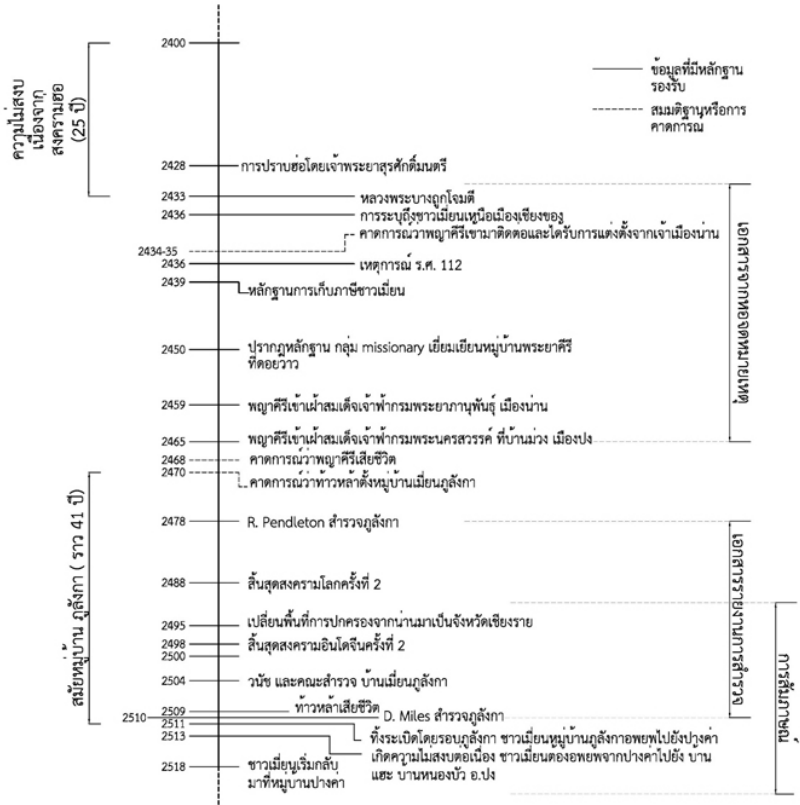 2400
ข้อมูลที่มีหลักฐาน
รองรับ
สมมติฐานหรือการ
คาดการณ์
ความไม่สงบ
เนื่องจาก
สงครามฮ่อ
(25 ปี)
2428 การปราบฮ่อโดยเจ้าพระยาสุรศักดิ์มนตรี
2433 หลวงพระบางถูกโจมตี
2436 การระบุถึงชาวเมี่ยนเหนือเมืองเชียงของ
คาดการณ์ว่าพญาคีรีเข้ามาติดต่อและได้รับการแต่งตั้งจากเจ้าเมืองน่าน
2434-35
2436 เหตุการณ์ ร.ศ. 112
2439
หลักฐานการเก็บภาษีชาวเมี่ยน
2450 ปรากฎหลักฐาน กลุ่ม missionary เยี่ยมเยียนหมู่บ้านพระยาคีรี
ที่ดอยวาว
2459 พญาคีรีเข้าเฝ้าสมเด็จเจ้าฟ้ากรมพระยาภานุพันธุ์ เมืองน่าน
2465 พญาคีรีเข้าเฝ้าสมเด็จเจ้าฟ้ากรมพระนครสวรรค์ ที่บ้านม่วง เมืองปง
2468 คาดการณ์ว่าพญาคีรีเสียชีวิต
2470
คาดการณ์ว่าท้าวหล้าตั้งหมู่บ้านเมี่ยนภูลังกา
เอกสารจากหอจดหมายเหตุ
2478 R. Pendleton สำรวจภูลังกา
2488 สิ้นสุดสงครามโลกครั้งที่ 2
2495 เปลี่ยนพื้นที่การปกครองจากน่านมาเป็นจังหวัดเชียงราย
2498 สิ้นสุดสงครามอินโดจีนครั้งที่ 2
2500
2504 วนัช และคณะสำรวจ บ้านเมี่ยนภูลังกา
2509 ท้าวหล้าเสียชีวิต
2510 D. Miles สำรวจภูลังกา
2511
ทิ้งระเบิดโดยรอบภูลังกา ชาวเมี่ยนหมู่บ้านภูลังกาอพยพไปยังปางค่า
2513
เกิดความไม่สงบต่อเนื่อง ชาวเมี่ยนต้องอพยพจากปางค่าไปยัง บ้าน
แฮะ บ้านหนองบัว อ.ปง
2518 ชาวเมี่ยนเริ่มกลับ
มาที่หมู่บ้านปางค่า
สมัยหมู่บ้าน ภูลังกา ( ราว 41 ปี)
เอกสารรายงานการสำรวจ
การสัมภาษณ์